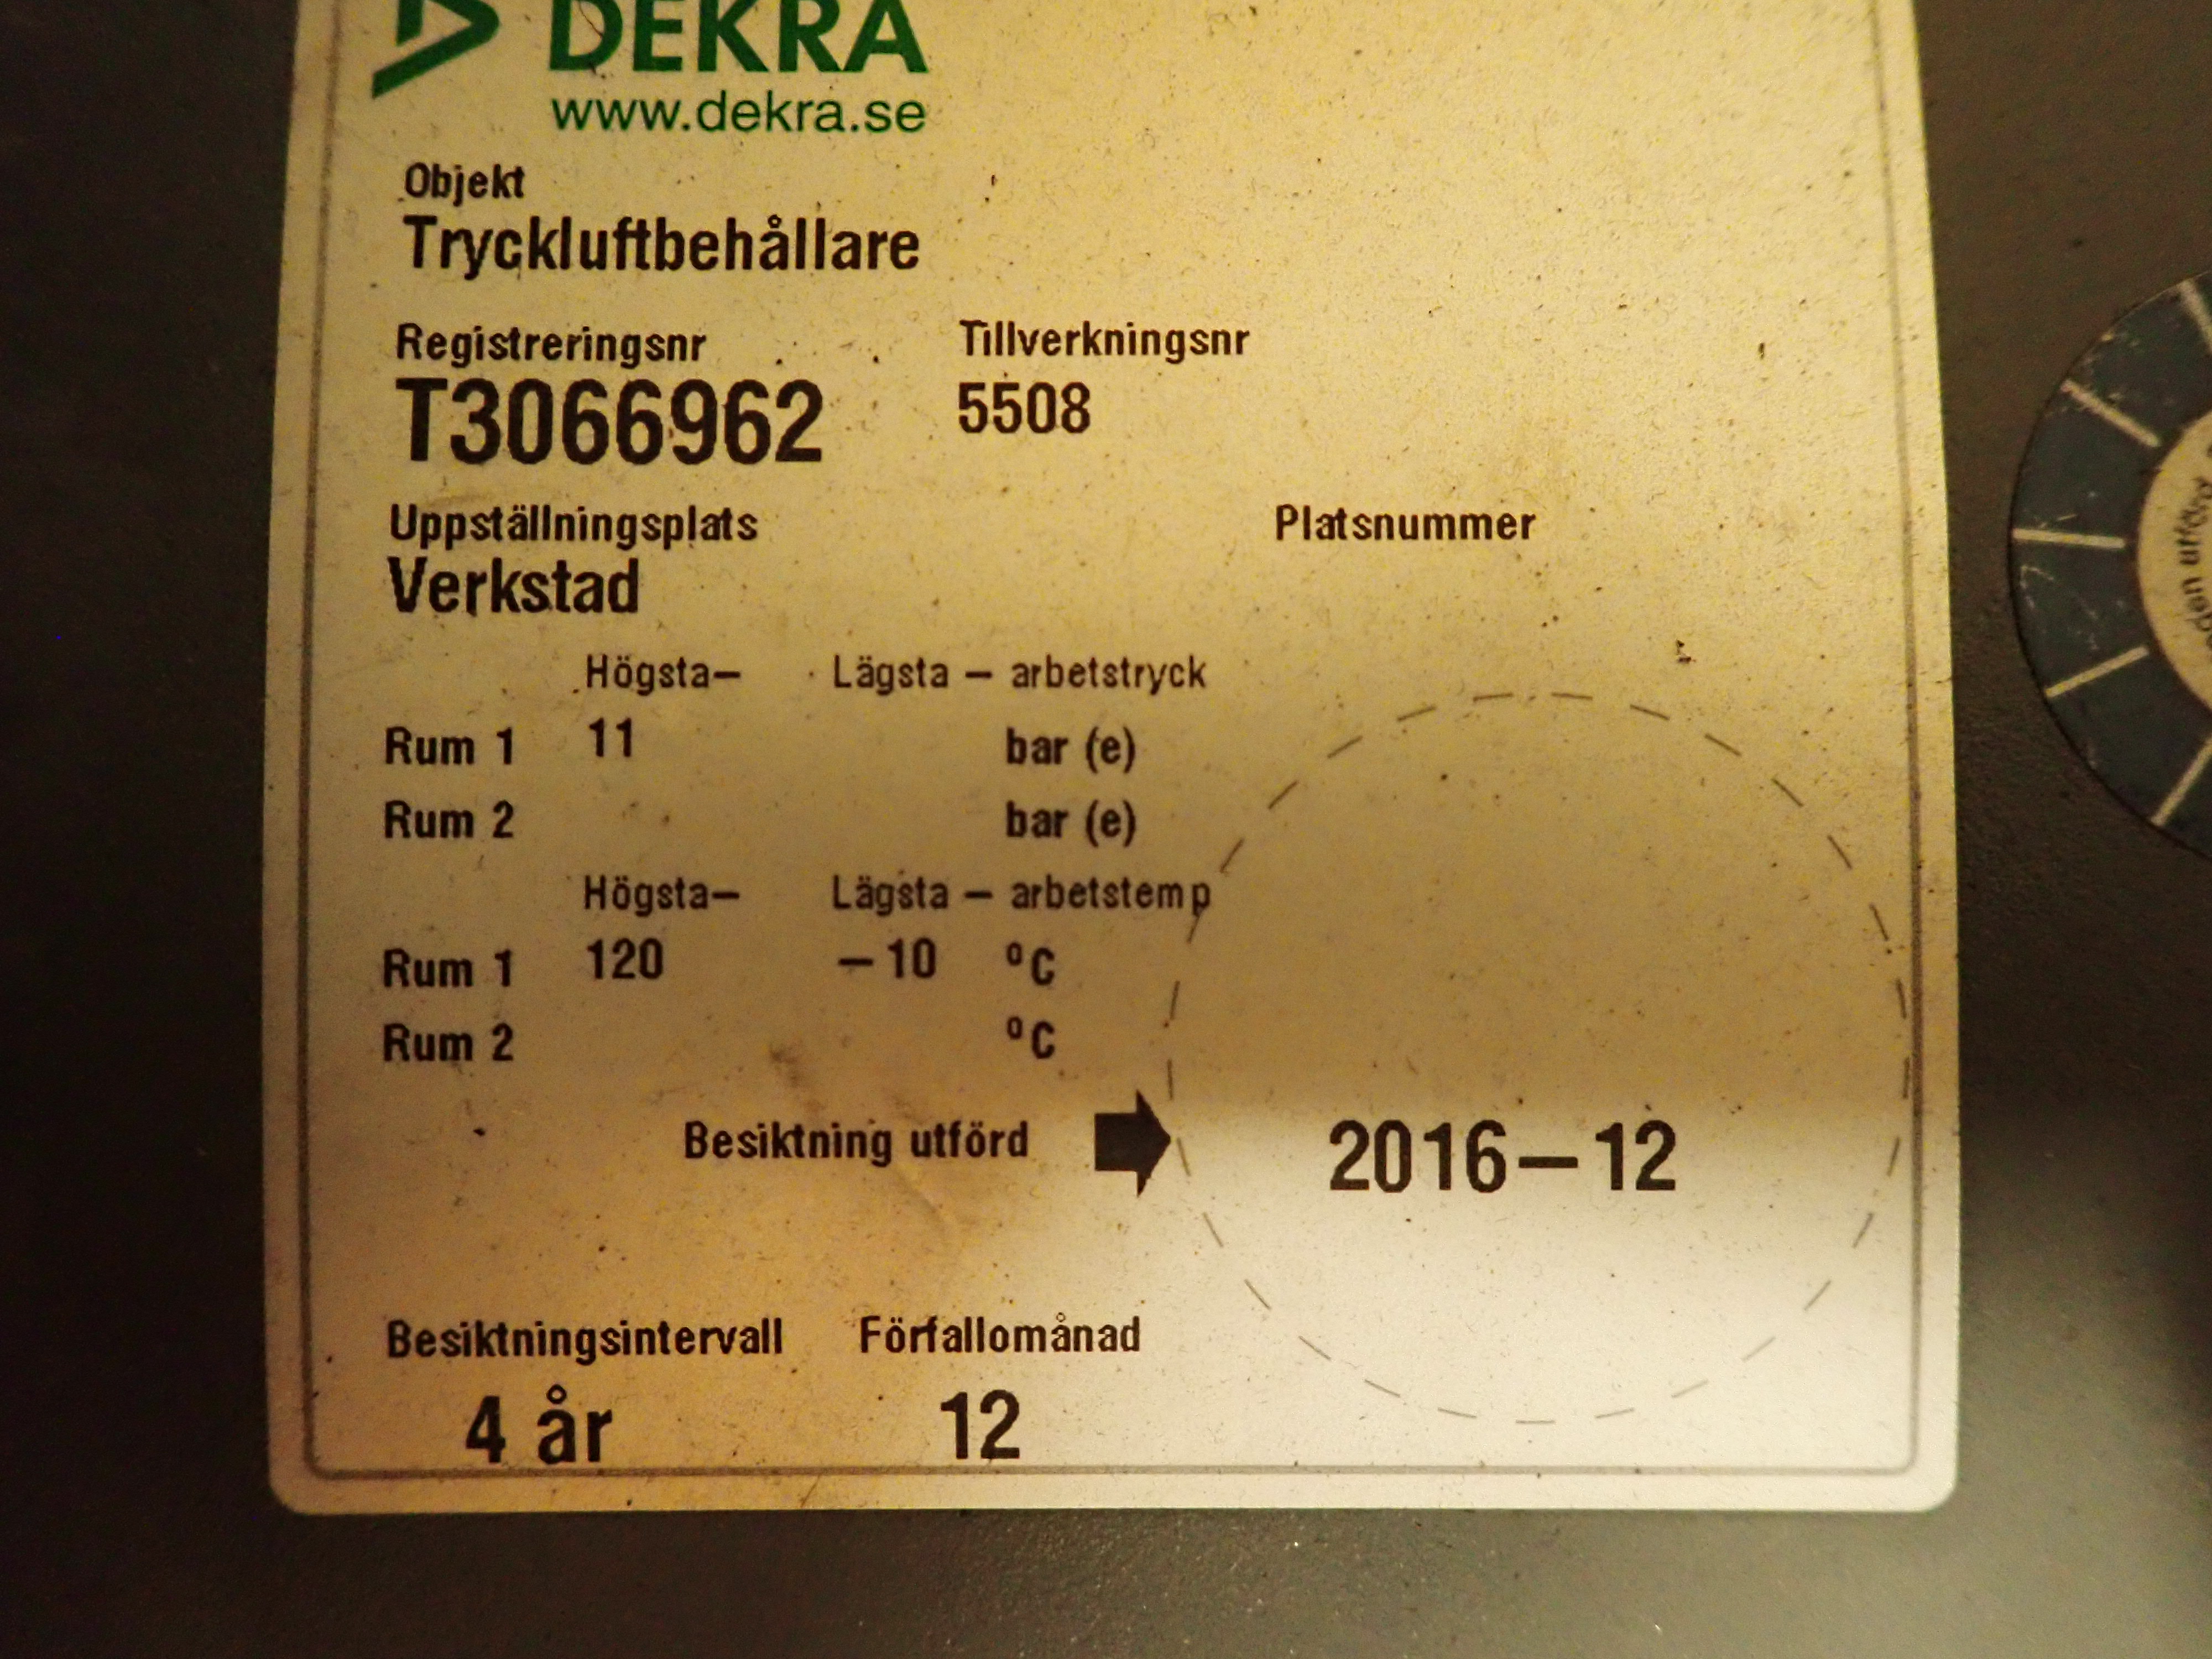 DEKRA
www.dekra.se
Objekt
Tryckluftbehållare
Registreringsnr Tillverkningsnr
T3066962 5508
Uppställningsplats Platsnummer
Verkstad
Högsta– Lägsta – arbetstryck
Rum 1 11 bar (e)
Rum 2 bar (e)
Högsta– Lägsta – arbetstemp
Rum 1 120 –10 °C
Rum 2 °C
Besiktning utförd 2016–12
Besiktningsintervall Förfallomånad
4 år 12